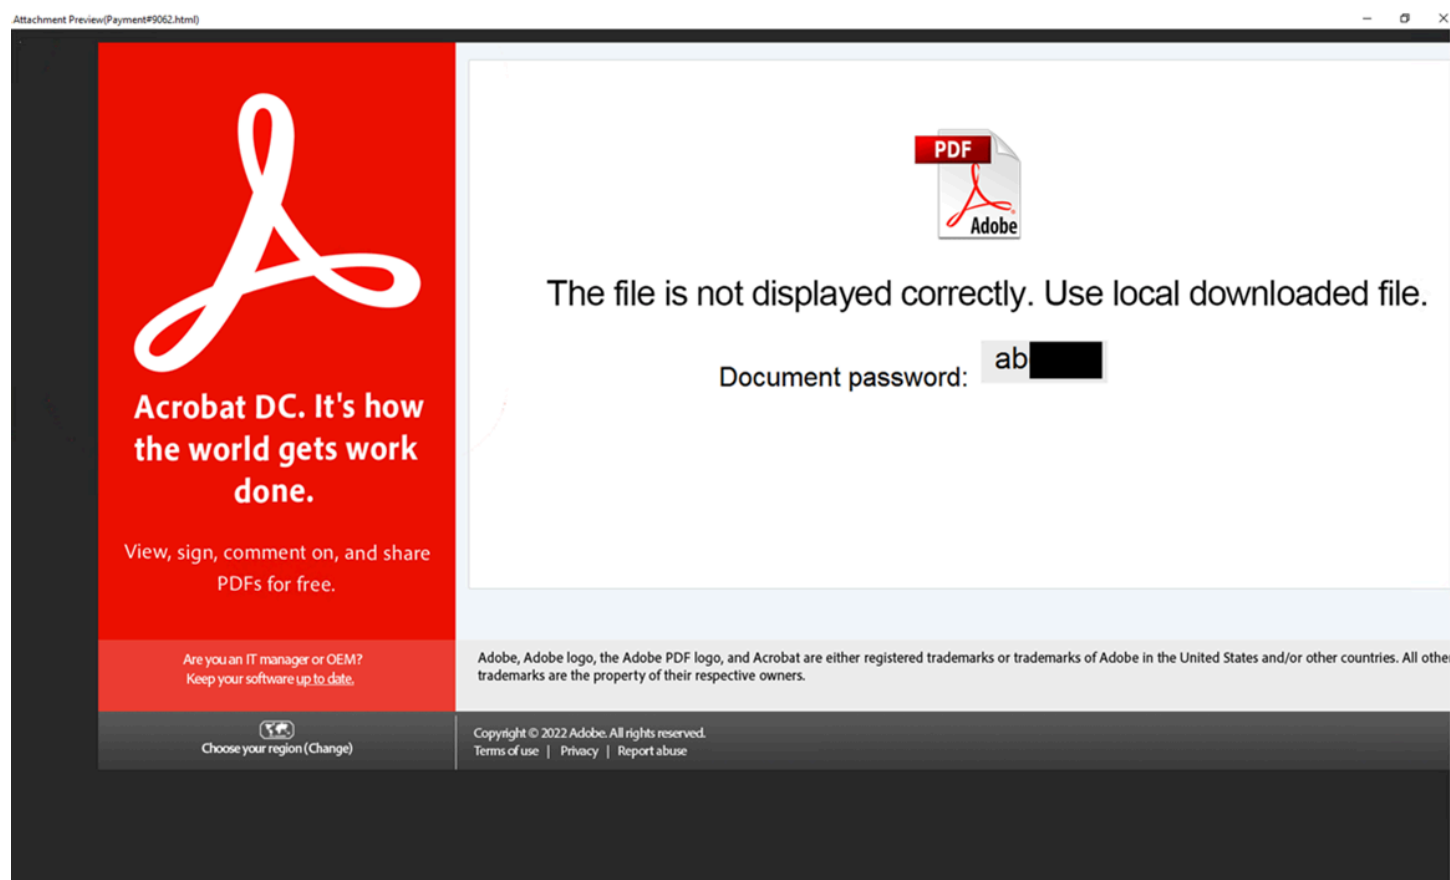 Attachment Preview(Payment#9062.html)
PDF
Adobe
The file is not displayed correctly. Use local downloaded file.
Document password: ab
Acrobat DC. It's how
the world gets work
done.
View, sign, comment on, and share
PDFs for free.
Are you an IT manager or OEM?
Keep your software up to date.
Adobe, Adobe logo, the Adobe PDF logo, and Acrobat are either registered trademarks or trademarks of Adobe in the United States and/or other countries. All othe
trademarks are the property of their respective owners.
Choose your region (Change)
Copyright © 2022 Adobe. All rights reserved.
Terms of use | Privacy | Report abuse